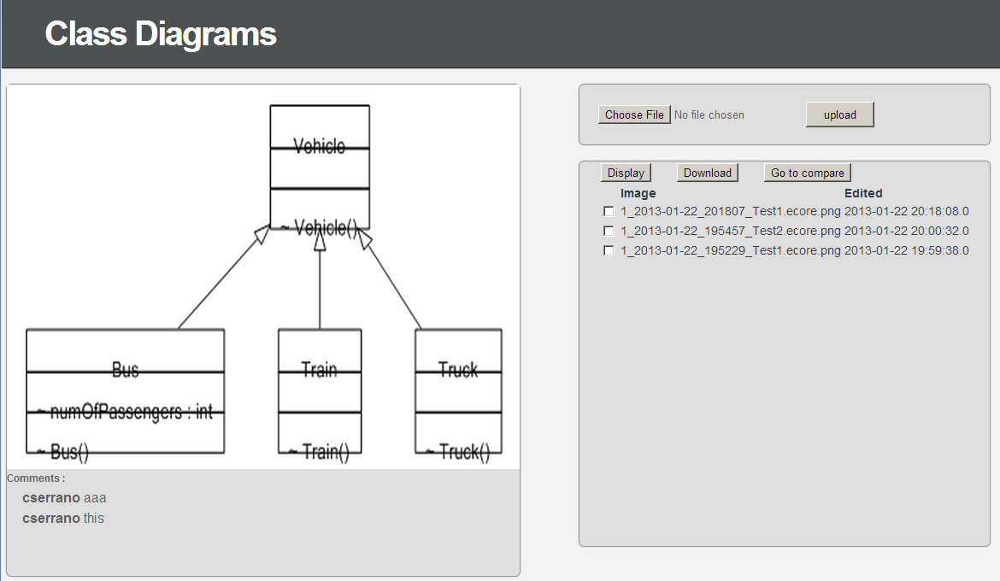 Class Diagrams
Vehicle
~ Vehicle()
Bus
~ numOfPassengers : int
~ Bus()
Train
~ Train()
Truck
~ Truck()
Comments :
cserrano aaa
cserrano this
Choose File No file chosen upload
Display Download Go to compare
Image Edited
1_2013-01-22_201807_Test1.ecore.png 2013-01-22 20:18:08.0
1_2013-01-22_195457_Test2.ecore.png 2013-01-22 20:00:32.0
1_2013-01-22_195229_Test1.ecore.png 2013-01-22 19:59:38.0